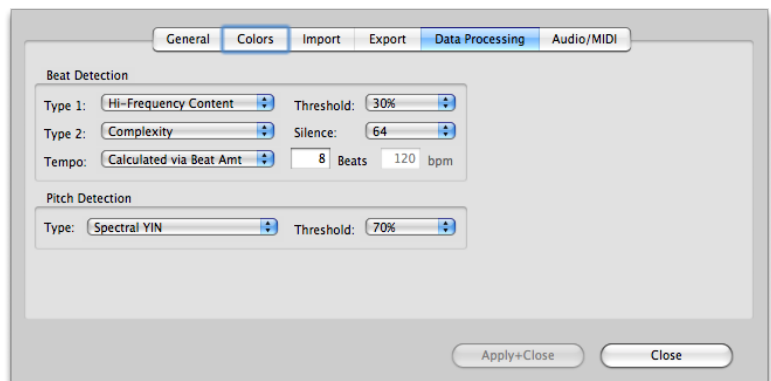 General Colors Import Export Data Processing Audio/MIDI
Beat Detection
Type 1: Hi-Frequency Content Threshold: 30%
Type 2: Complexity Silence: 64
Tempo: Calculated via Beat Amt 8 Beats 120 bpm
Pitch Detection
Type: Spectral YIN Threshold: 70%
Apply+Close Close